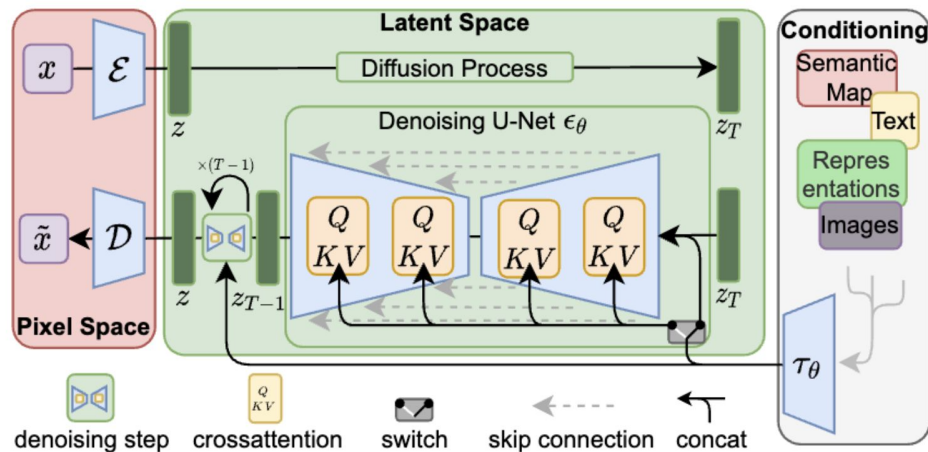 Latent Space
Conditioning
x
ℰ
z
Diffusion Process
z_T
Semantic
Map
Text
Repres
entations
Images
Denoising U-Net ϵ_θ
×(T−1)
Q
KV
Q
KV
Q
KV
Q
KV
x̃
𝒟
z
z_{T−1}
z_T
Pixel Space
τ_θ
Q
KV
denoising step
crossattention
switch
skip connection
concat